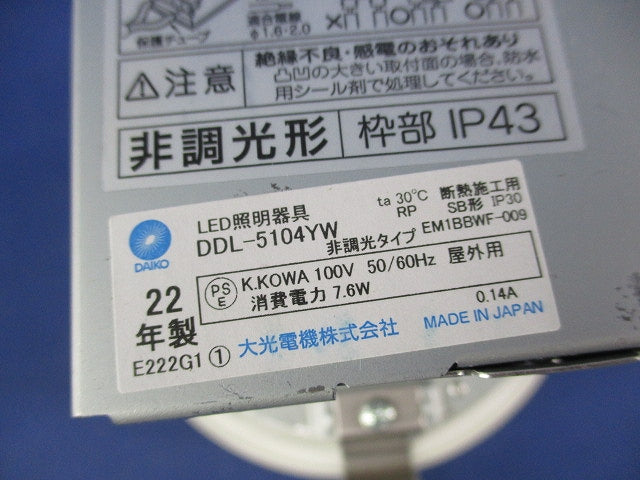 保護テープ
適合電線
φ1.6・2.0
⚠注意
絶縁不良・感電のおそれあり
凸凹の大きい取付面の場合、防水
用シール剤で処理してください。
非調光形
枠部 IP43
DAIKO
LED照明器具
DDL-5104YW
ta 30℃ 断熱施工用
RP SB形 IP30
非調光タイプ EM1BBWF-009
PS
E
K.KOWA 100V 50/60Hz 屋外用
消費電力 7.6W
0.14A
22
年製
E222G1 ①
大光電機株式会社
MADE IN JAPAN